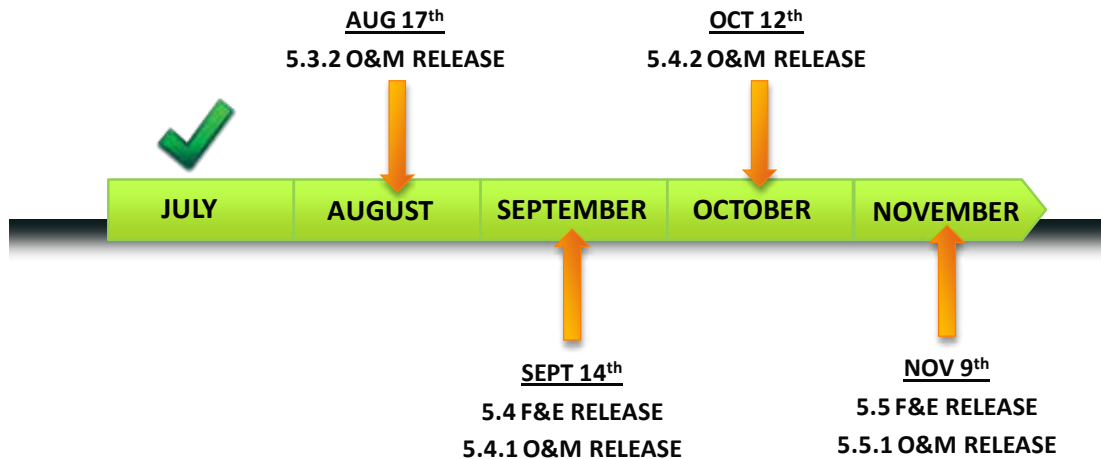 AUG 17th
5.3.2 O&M RELEASE
OCT 12th
5.4.2 O&M RELEASE
JULY
AUGUST
SEPTEMBER
OCTOBER
NOVEMBER
SEPT 14th
5.4 F&E RELEASE
5.4.1 O&M RELEASE
NOV 9th
5.5 F&E RELEASE
5.5.1 O&M RELEASE